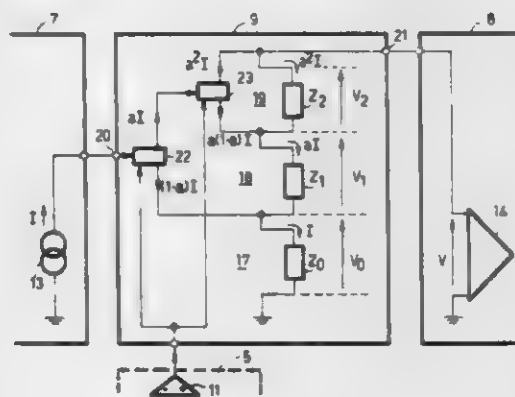 7
9
8
21
a²I
a²I
23
19
Z₂
V₂
aI
a(1-a)I
aI
20
22
(1-a)I
18
Z₁
V₁
I
I
14
13
17
Z₀
V₀
V
5
11